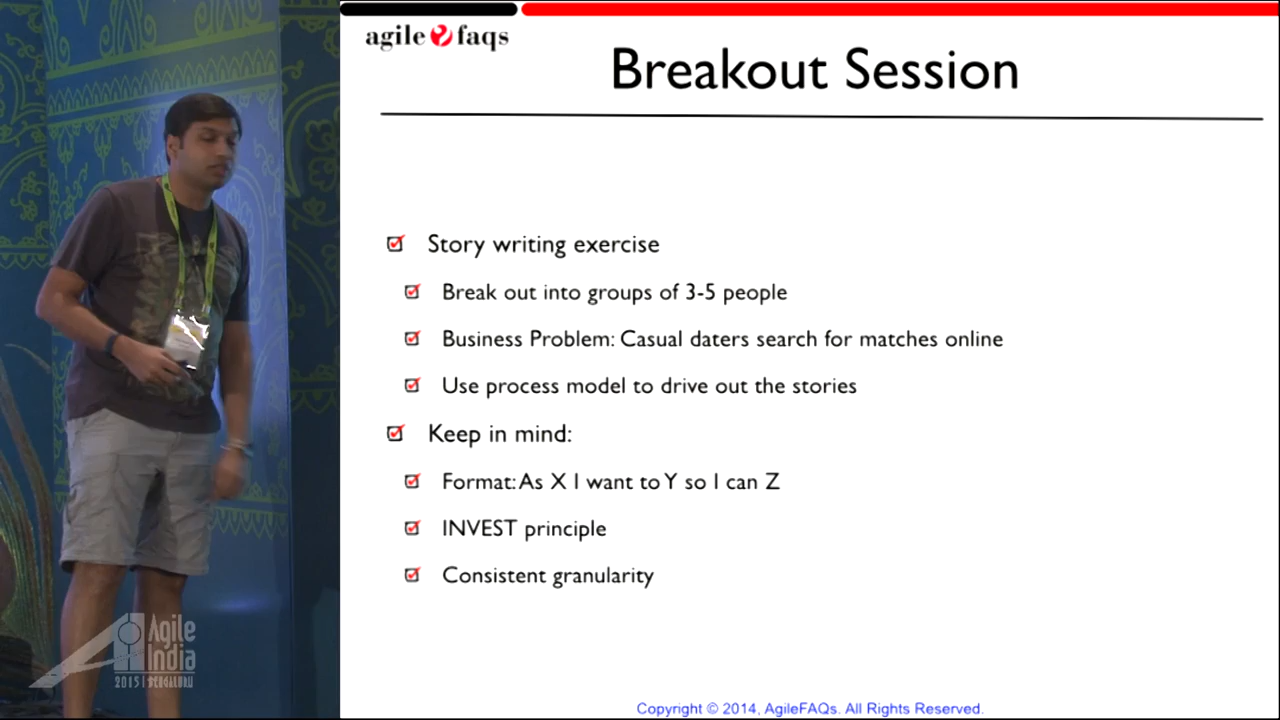 agile faqs
Breakout Session
Story writing exercise
Break out into groups of 3-5 people
Business Problem: Casual daters search for matches online
Use process model to drive out the stories
Keep in mind:
Format: As X I want to Y so I can Z
INVEST principle
Consistent granularity
Agile
India
2015 | BENGALURU
Copyright © 2014, AgileFAQs. All Rights Reserved.